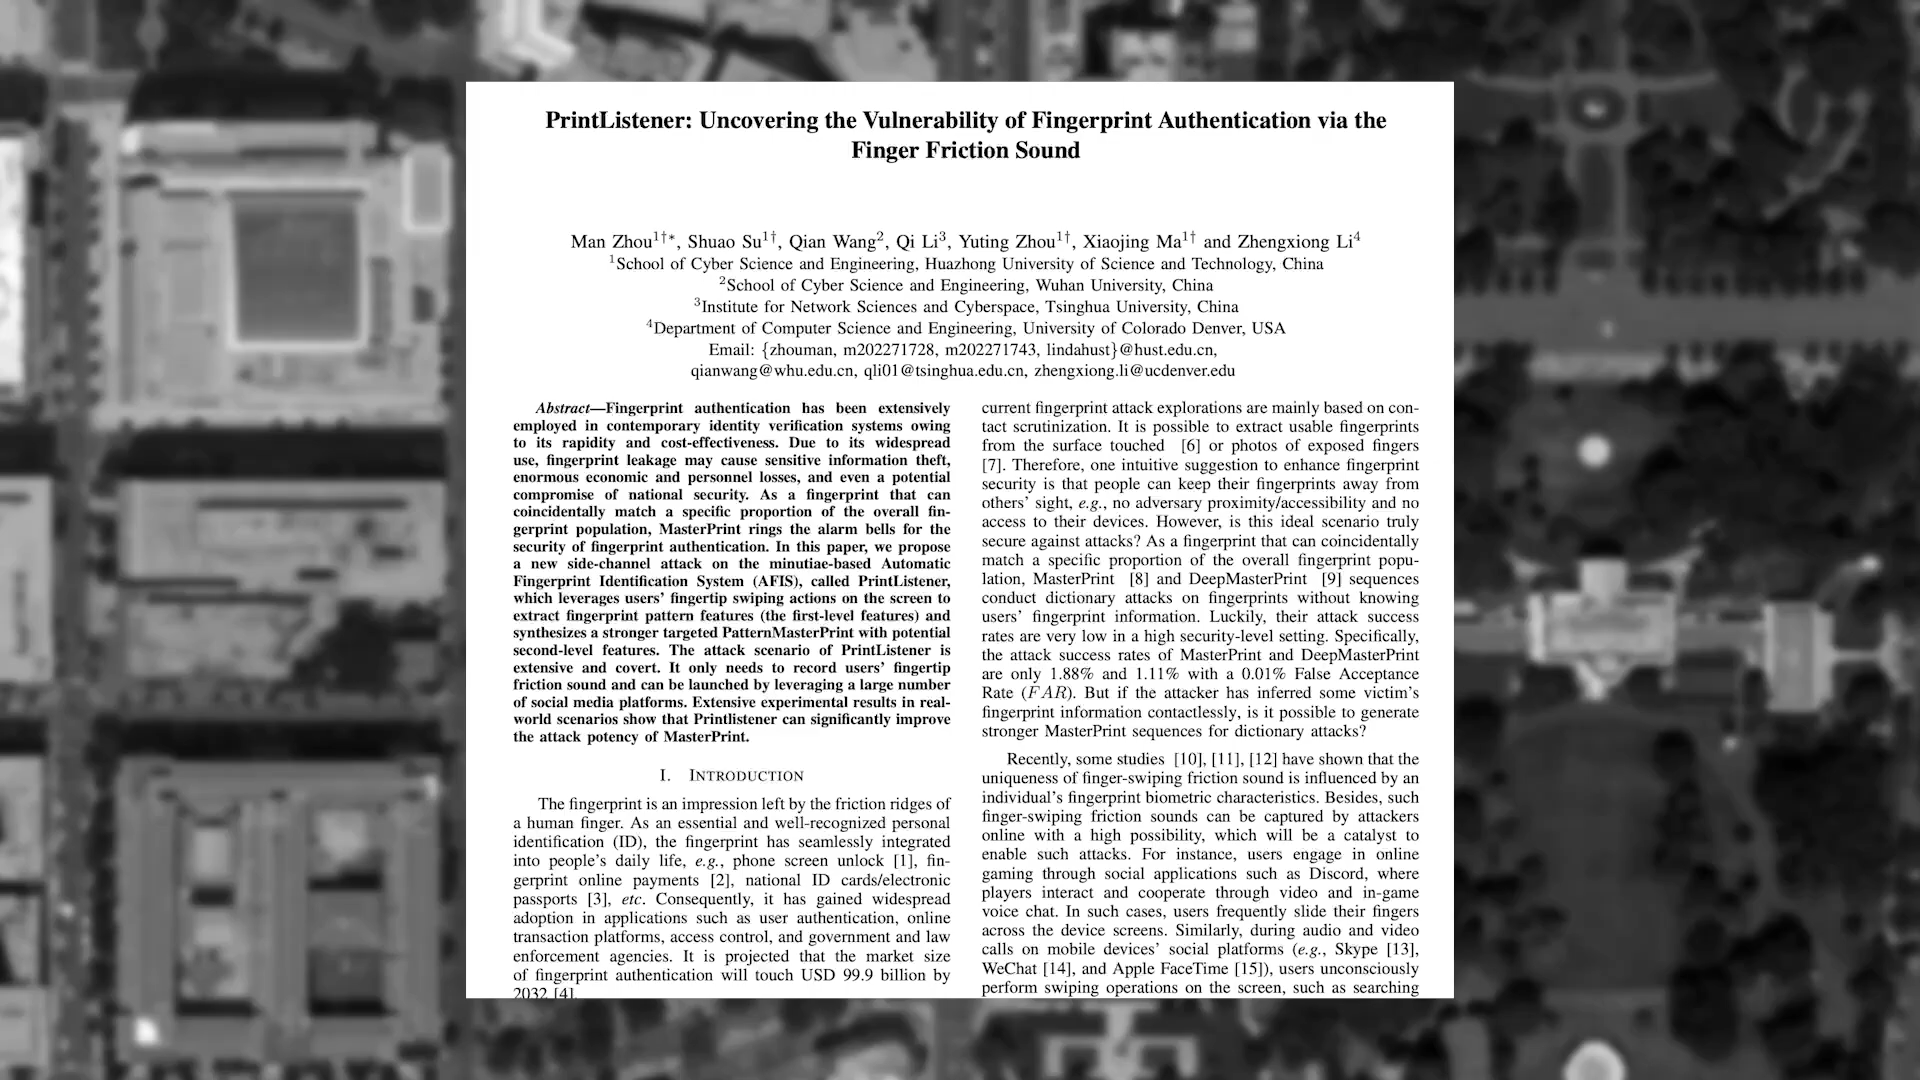 PrintListener: Uncovering the Vulnerability of Fingerprint Authentication via the
Finger Friction Sound
Man Zhou1†*, Shuao Su1†, Qian Wang2, Qi Li3, Yuting Zhou1†, Xiaojing Ma1† and Zhengxiong Li4
1School of Cyber Science and Engineering, Huazhong University of Science and Technology, China
2School of Cyber Science and Engineering, Wuhan University, China
3Institute for Network Sciences and Cyberspace, Tsinghua University, China
4Department of Computer Science and Engineering, University of Colorado Denver, USA
Email: {zhouman, m202271728, m202271743, lindahust}@hust.edu.cn,
qianwang@whu.edu.cn, qli01@tsinghua.edu.cn, zhengxiong.li@ucdenver.edu
Abstract—Fingerprint authentication has been extensively
employed in contemporary identity verification systems owing
to its rapidity and cost-effectiveness. Due to its widespread
use, fingerprint leakage may cause sensitive information theft,
enormous economic and personnel losses, and even a potential
compromise of national security. As a fingerprint that can
coincidentally match a specific proportion of the overall fin-
gerprint population, MasterPrint rings the alarm bells for the
security of fingerprint authentication. In this paper, we propose
a new side-channel attack on the minutiae-based Automatic
Fingerprint Identification System (AFIS), called PrintListener,
which leverages users' fingertip swiping actions on the screen to
extract fingerprint pattern features (the first-level features) and
synthesizes a stronger targeted PatternMasterPrint with potential
second-level features. The attack scenario of PrintListener is
extensive and covert. It only needs to record users' fingertip
friction sound and can be launched by leveraging a large number
of social media platforms. Extensive experimental results in real-
world scenarios show that Printlistener can significantly improve
the attack potency of MasterPrint.
I. INTRODUCTION
The fingerprint is an impression left by the friction ridges of
a human finger. As an essential and well-recognized personal
identification (ID), the fingerprint has seamlessly integrated
into people's daily life, e.g., phone screen unlock [1], fin-
gerprint online payments [2], national ID cards/electronic
passports [3], etc. Consequently, it has gained widespread
adoption in applications such as user authentication, online
transaction platforms, access control, and government and law
enforcement agencies. It is projected that the market size
of fingerprint authentication will touch USD 99.9 billion by
2032 [4].
current fingerprint attack explorations are mainly based on con-
tact scrutinization. It is possible to extract usable fingerprints
from the surface touched [6] or photos of exposed fingers
[7]. Therefore, one intuitive suggestion to enhance fingerprint
security is that people can keep their fingerprints away from
others' sight, e.g., no adversary proximity/accessibility and no
access to their devices. However, is this ideal scenario truly
secure against attacks? As a fingerprint that can coincidentally
match a specific proportion of the overall fingerprint popu-
lation, MasterPrint [8] and DeepMasterPrint [9] sequences
conduct dictionary attacks on fingerprints without knowing
users' fingerprint information. Luckily, their attack success
rates are very low in a high security-level setting. Specifically,
the attack success rates of MasterPrint and DeepMasterPrint
are only 1.88% and 1.11% with a 0.01% False Acceptance
Rate (FAR). But if the attacker has inferred some victim's
fingerprint information contactlessly, is it possible to generate
stronger MasterPrint sequences for dictionary attacks?
Recently, some studies [10], [11], [12] have shown that the
uniqueness of finger-swiping friction sound is influenced by an
individual's fingerprint biometric characteristics. Besides, such
finger-swiping friction sounds can be captured by attackers
online with a high possibility, which will be a catalyst to
enable such attacks. For instance, users engage in online
gaming through social applications such as Discord, where
players interact and cooperate through video and in-game
voice chat. In such cases, users frequently slide their fingers
across the device screens. Similarly, during audio and video
calls on mobile devices' social platforms (e.g., Skype [13],
WeChat [14], and Apple FaceTime [15]), users unconsciously
perform swiping operations on the screen, such as searching